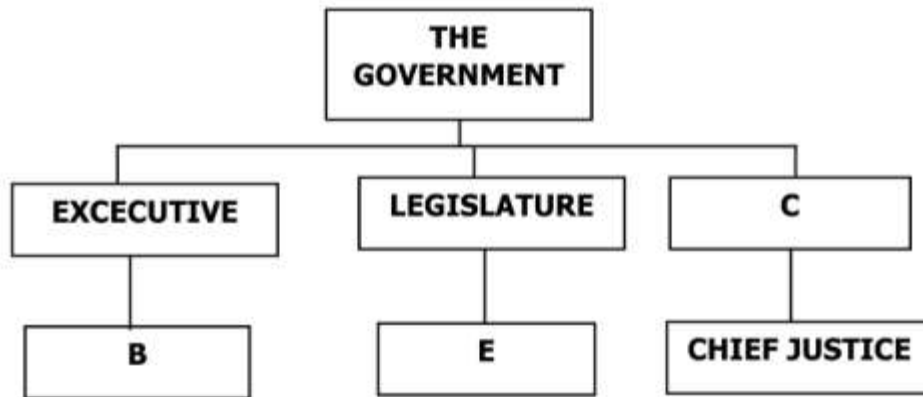 THE
GOVERNMENT
EXCECUTIVE
LEGISLATURE
C
B
E
CHIEF JUSTICE